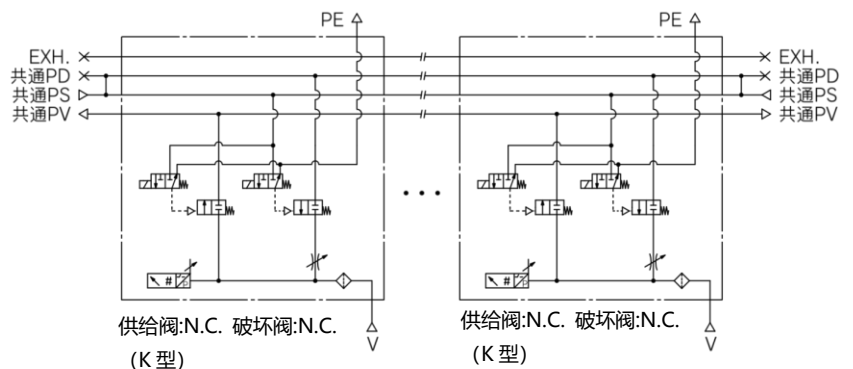 PE
PE
EXH.
EXH.
共通PD
共通PD
共通PS
共通PS
共通PV
共通PV
#
#
供给阀:N.C. 破坏阀:N.C.
(K 型)
V
供给阀:N.C. 破坏阀:N.C.
(K 型)
V